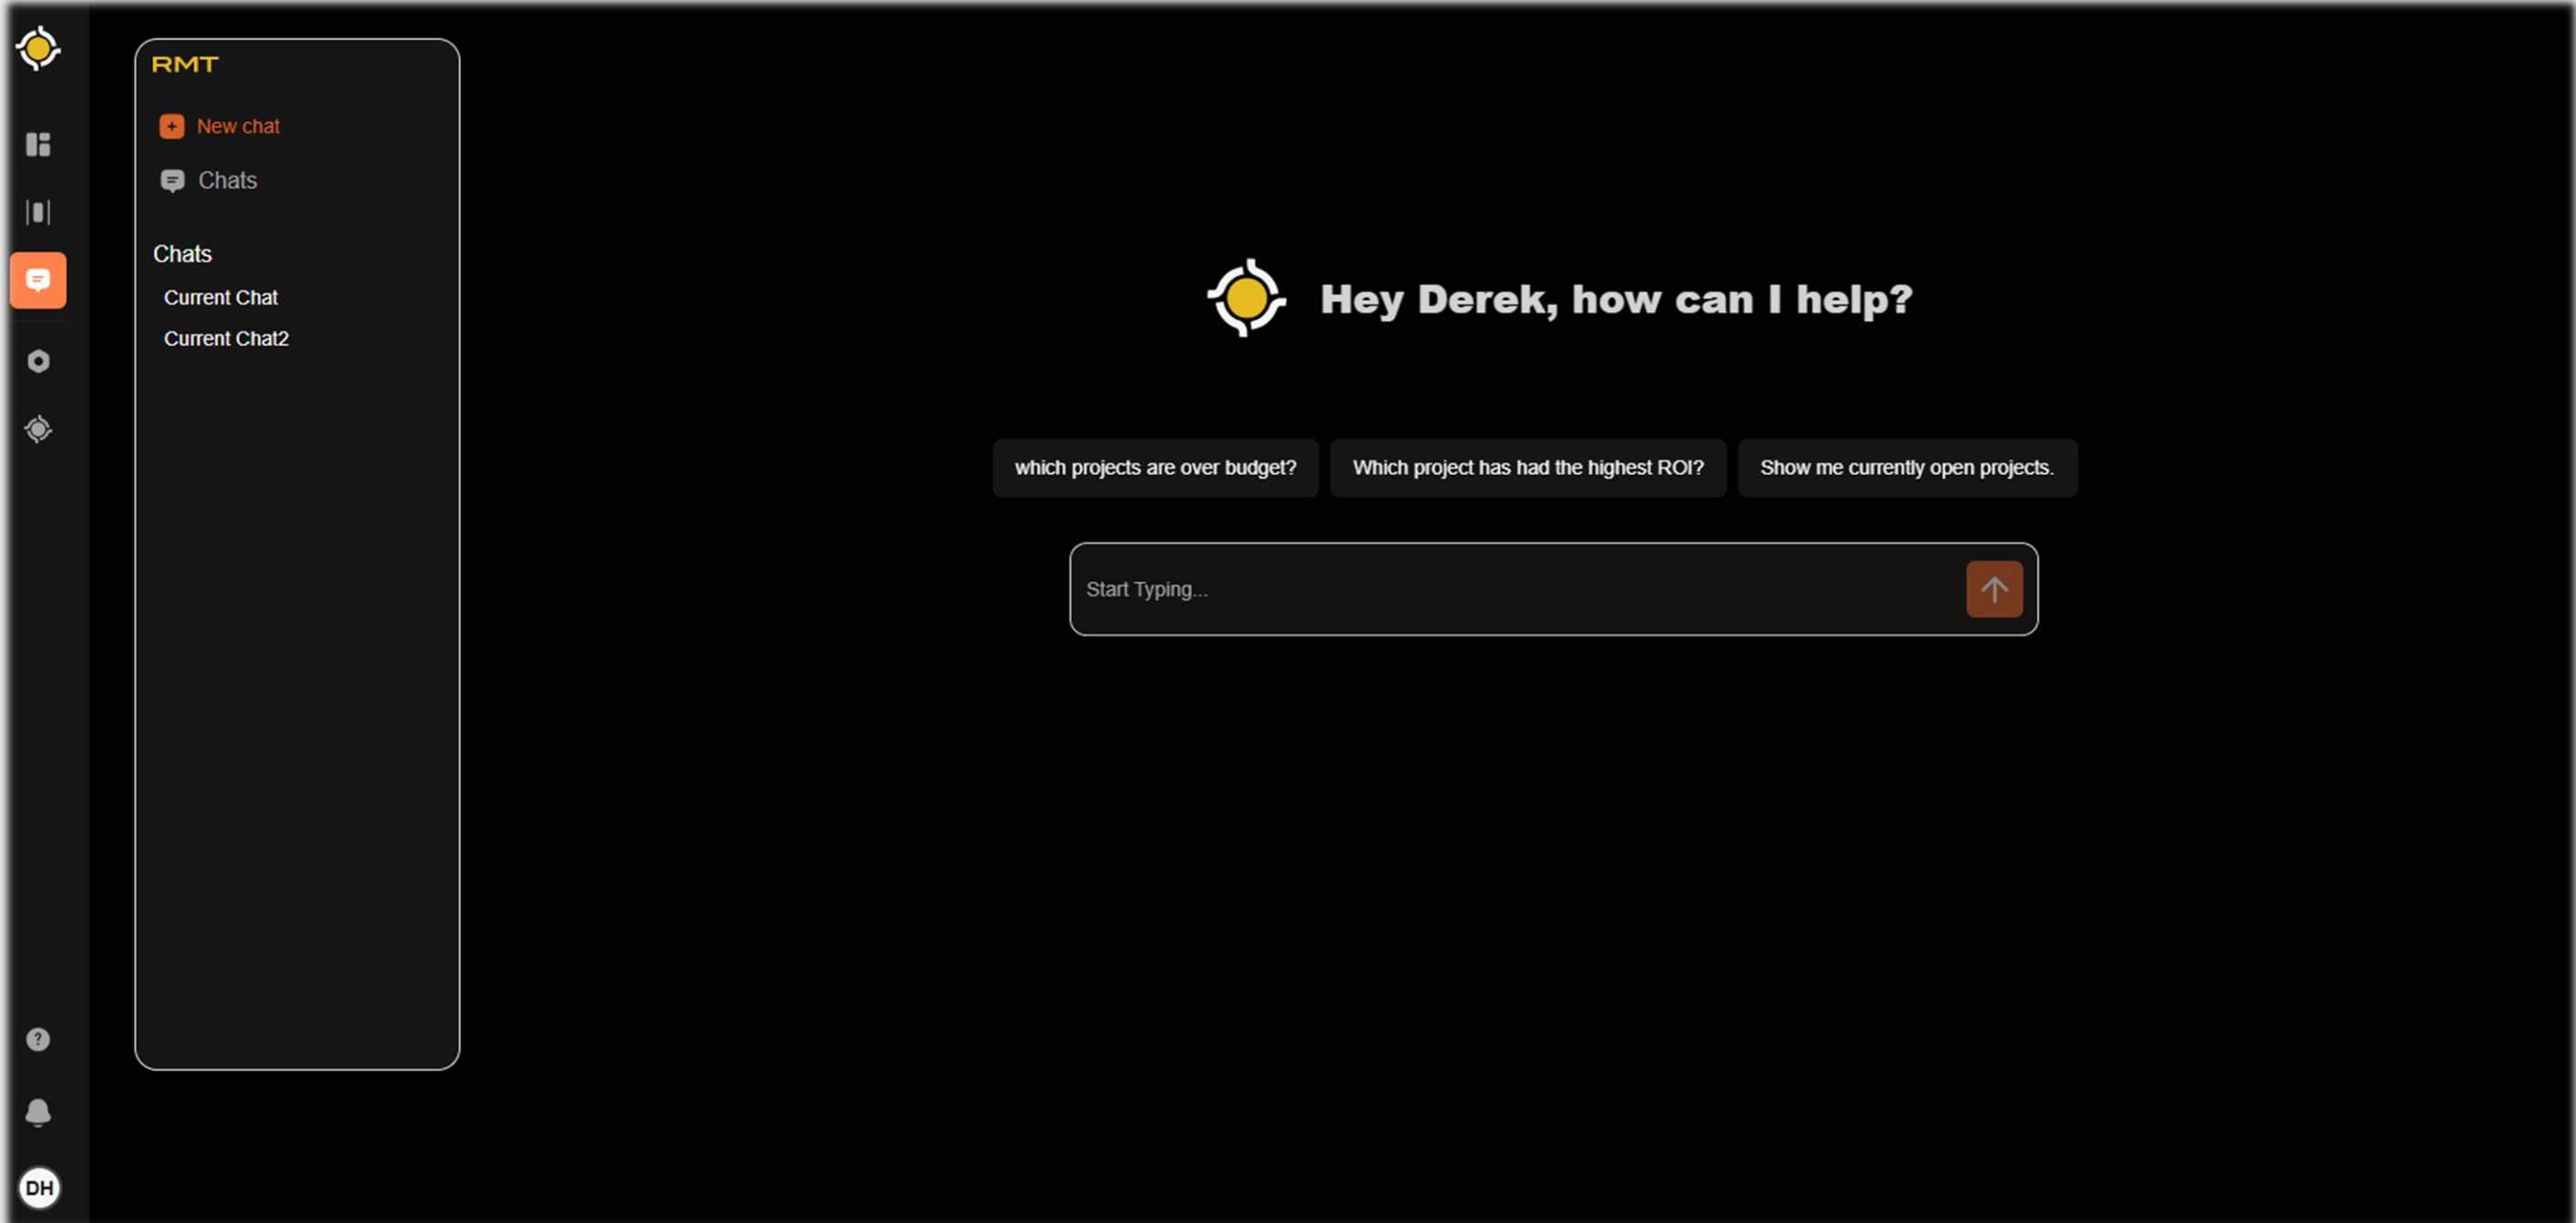 RMT
New chat
Chats
Chats
Current Chat
Current Chat2
Hey Derek, how can I help?
which projects are over budget?
Which project has had the highest ROI?
Show me currently open projects.
Start Typing...
?
DH